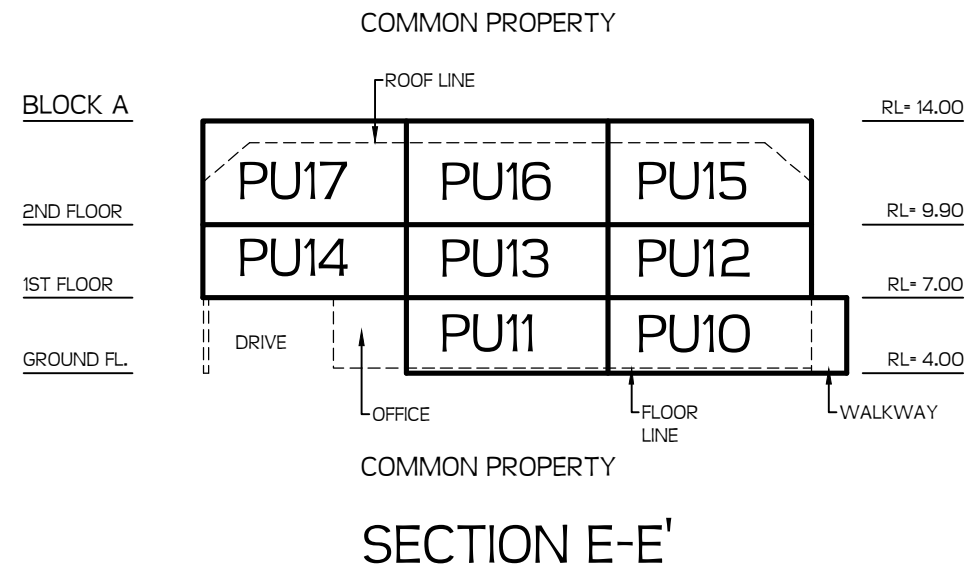 COMMON PROPERTY
ROOF LINE
BLOCK A
RL= 14.00
PU17 PU16 PU15
2ND FLOOR
RL= 9.90
PU14 PU13 PU12
1ST FLOOR
RL= 7.00
DRIVE
PU11 PU10
GROUND FL.
RL= 4.00
OFFICE
FLOOR
LINE
WALKWAY
COMMON PROPERTY
SECTION E-E'